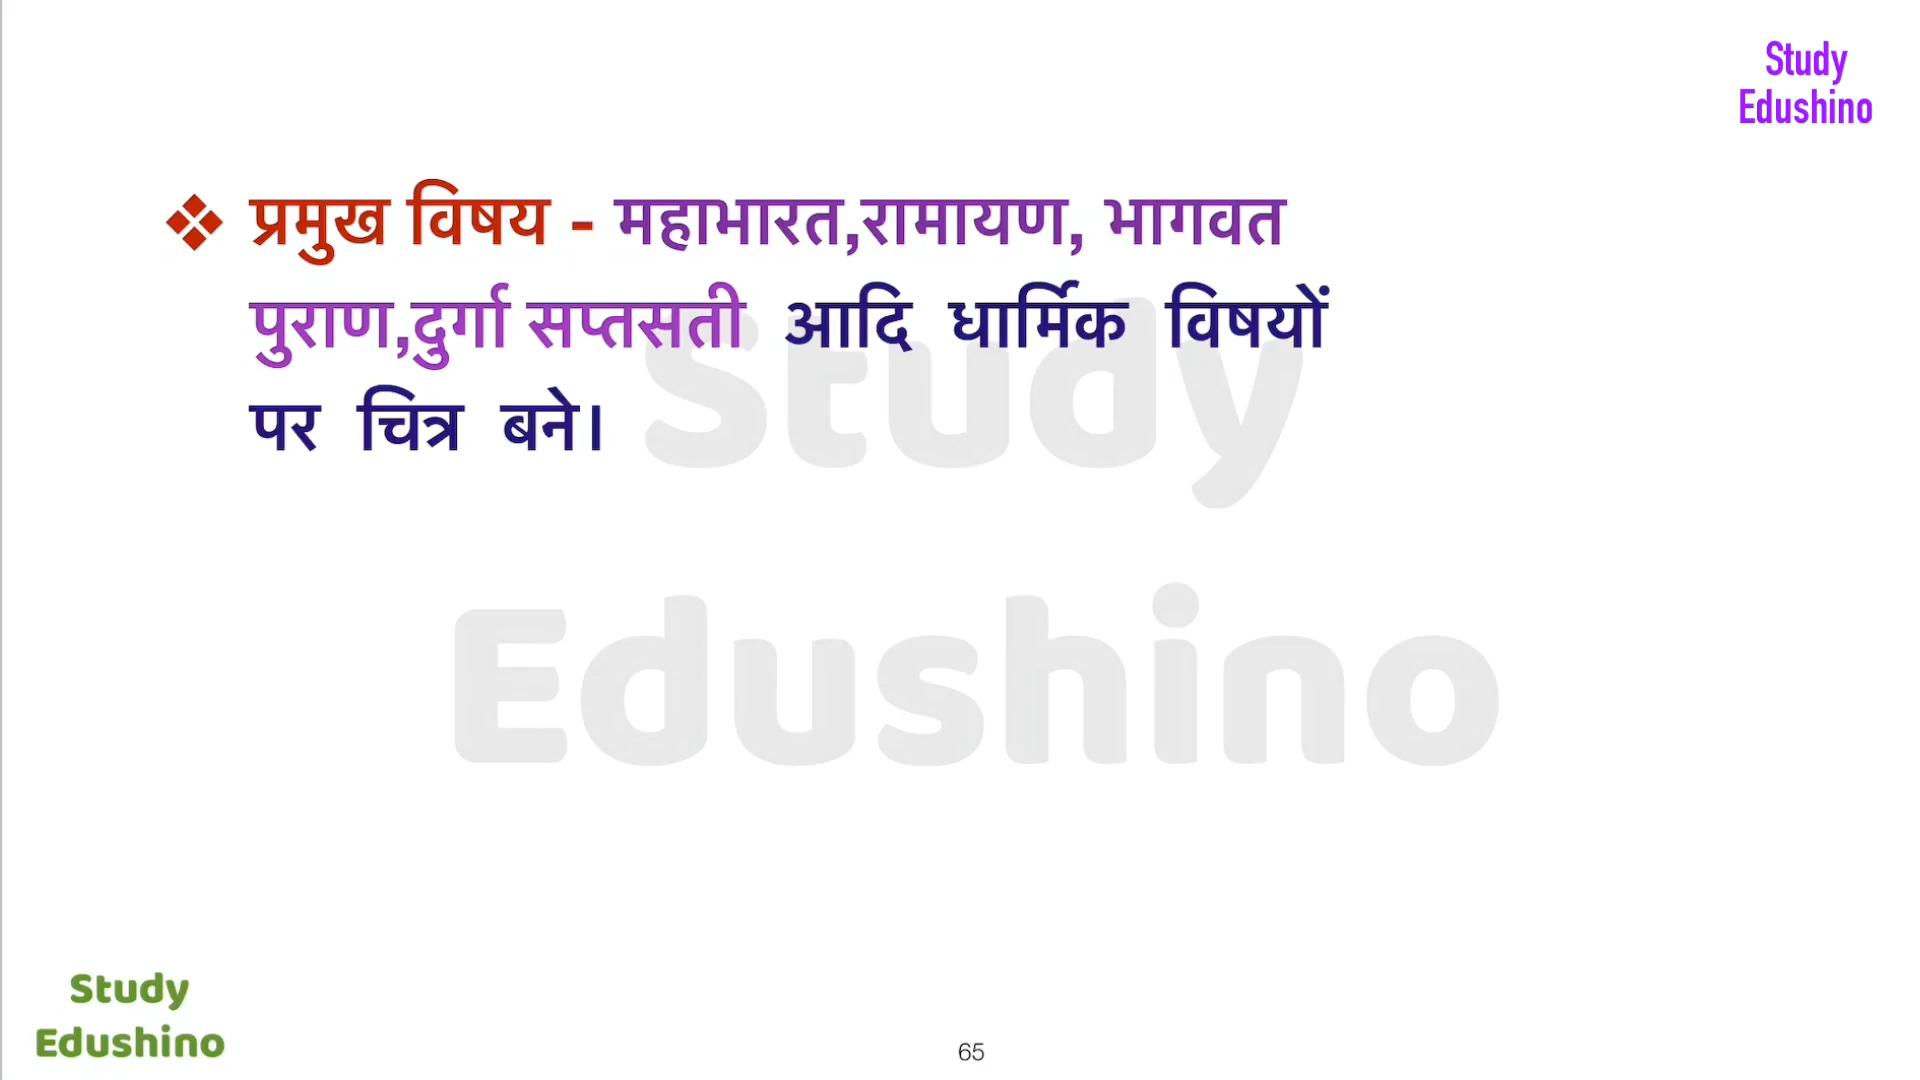 Study
Edushino
❖ प्रमुख विषय - महाभारत,रामायण, भागवत
पुराण,दुर्गा सप्तसती आदि धार्मिक विषयों
पर चित्र बने।
Study
Edushino
Study
Edushino
65